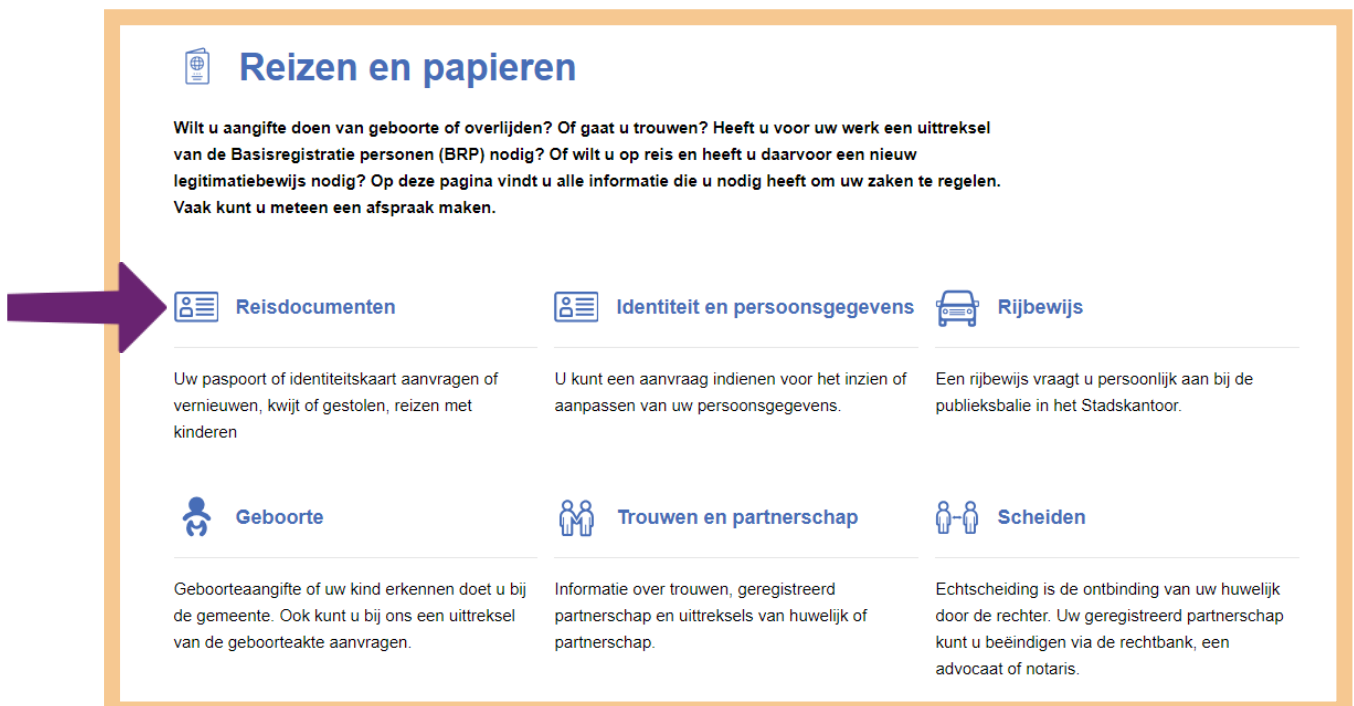 Reizen en papieren
Wilt u aangifte doen van geboorte of overlijden? Of gaat u trouwen? Heeft u voor uw werk een uittreksel
van de Basisregistratie personen (BRP) nodig? Of wilt u op reis en heeft u daarvoor een nieuw
legitimatiebewijs nodig? Op deze pagina vindt u alle informatie die u nodig heeft om uw zaken te regelen.
Vaak kunt u meteen een afspraak maken.
Reisdocumenten
Uw paspoort of identiteitskaart aanvragen of
vernieuwen, kwijt of gestolen, reizen met
kinderen
Identiteit en persoonsgegevens
U kunt een aanvraag indienen voor het inzien of
aanpassen van uw persoonsgegevens.
Rijbewijs
Een rijbewijs vraagt u persoonlijk aan bij de
publieksbalie in het Stadskantoor.
Geboorte
Geboorteaangifte of uw kind erkennen doet u bij
de gemeente. Ook kunt u bij ons een uittreksel
van de geboorteakte aanvragen.
Trouwen en partnerschap
Informatie over trouwen, geregistreerd
partnerschap en uittreksels van huwelijk of
partnerschap.
Scheiden
Echtscheiding is de ontbinding van uw huwelijk
door de rechter. Uw geregistreerd partnerschap
kunt u beëindigen via de rechtbank, een
advocaat of notaris.